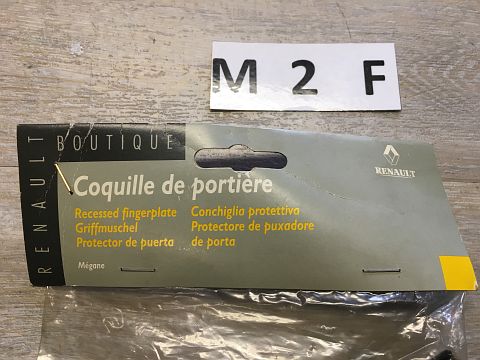 M 2 F
RENAULT
BOUTIQUE
RENAULT
Coquille de portière
Recessed fingerplate
Griffmuschel
Protector de puerta
Conchiglia protettiva
Protectore de puxadore
de porta
Mégane